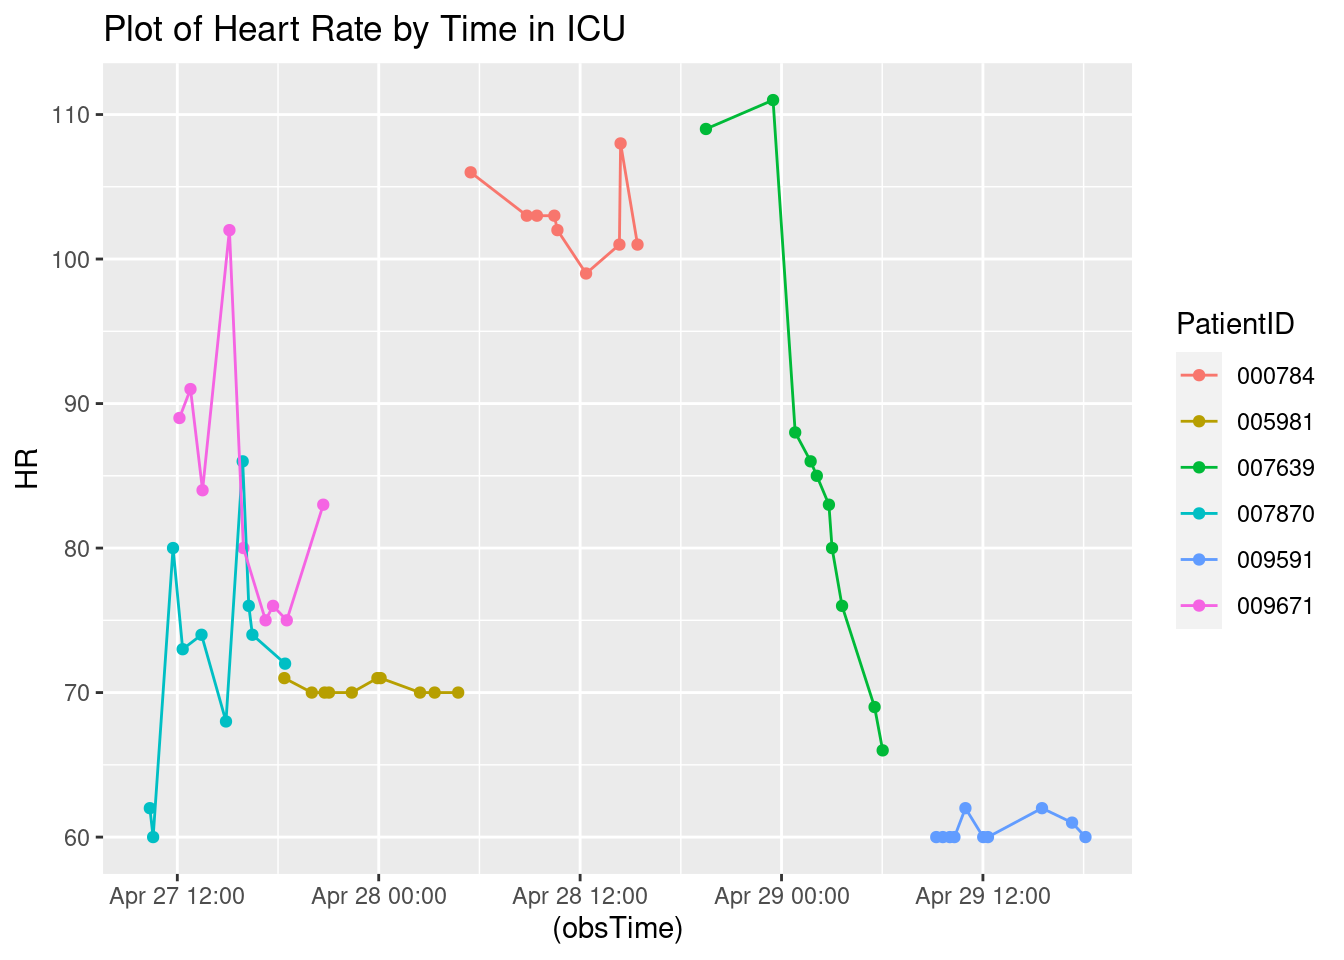 Plot of Heart Rate by Time in ICU
110
100
90
80
70
60
HR
Apr 27 12:00
Apr 28 00:00
Apr 28 12:00
Apr 29 00:00
Apr 29 12:00
(obsTime)
PatientID
000784
005981
007639
007870
009591
009671